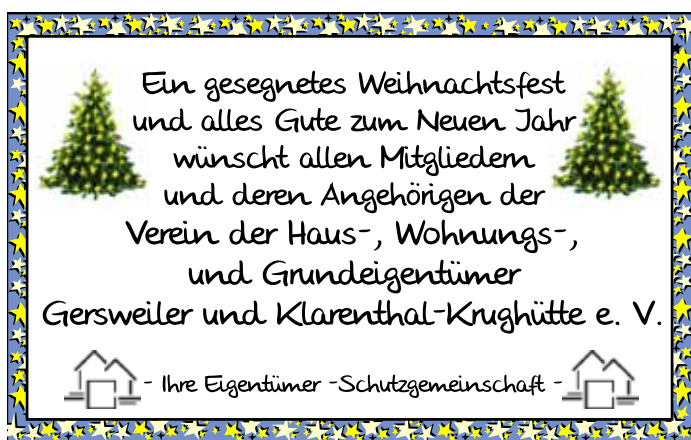 Ein gesegnetes Weihnachtsfest
und alles Gute zum Neuen Jahr
wünscht allen Mitgliedern
und deren Angehörigen der
Verein der Haus-, Wohnungs-,
und Grundeigentümer
Gersweiler und Klarenthal-Krughütte e. V.
- Ihre Eigentümer -Schutzgemeinschaft -